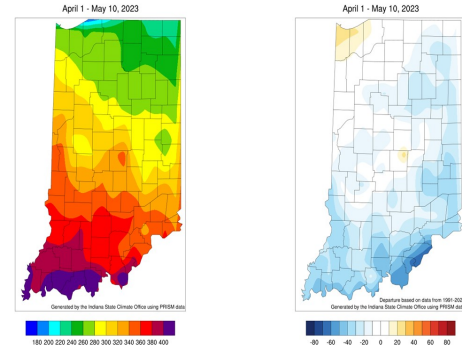 April 1 - May 10, 2023
Generated by the Indiana State Climate Office using PRISM data
180 200 220 240 260 280 300 320 340 360 380 400
April 1 - May 10, 2023
Departure based on data from 1991-202
Generated by the Indiana State Climate Office using PRISM data
-80 -60 -40 -20 0 20 40 60 80